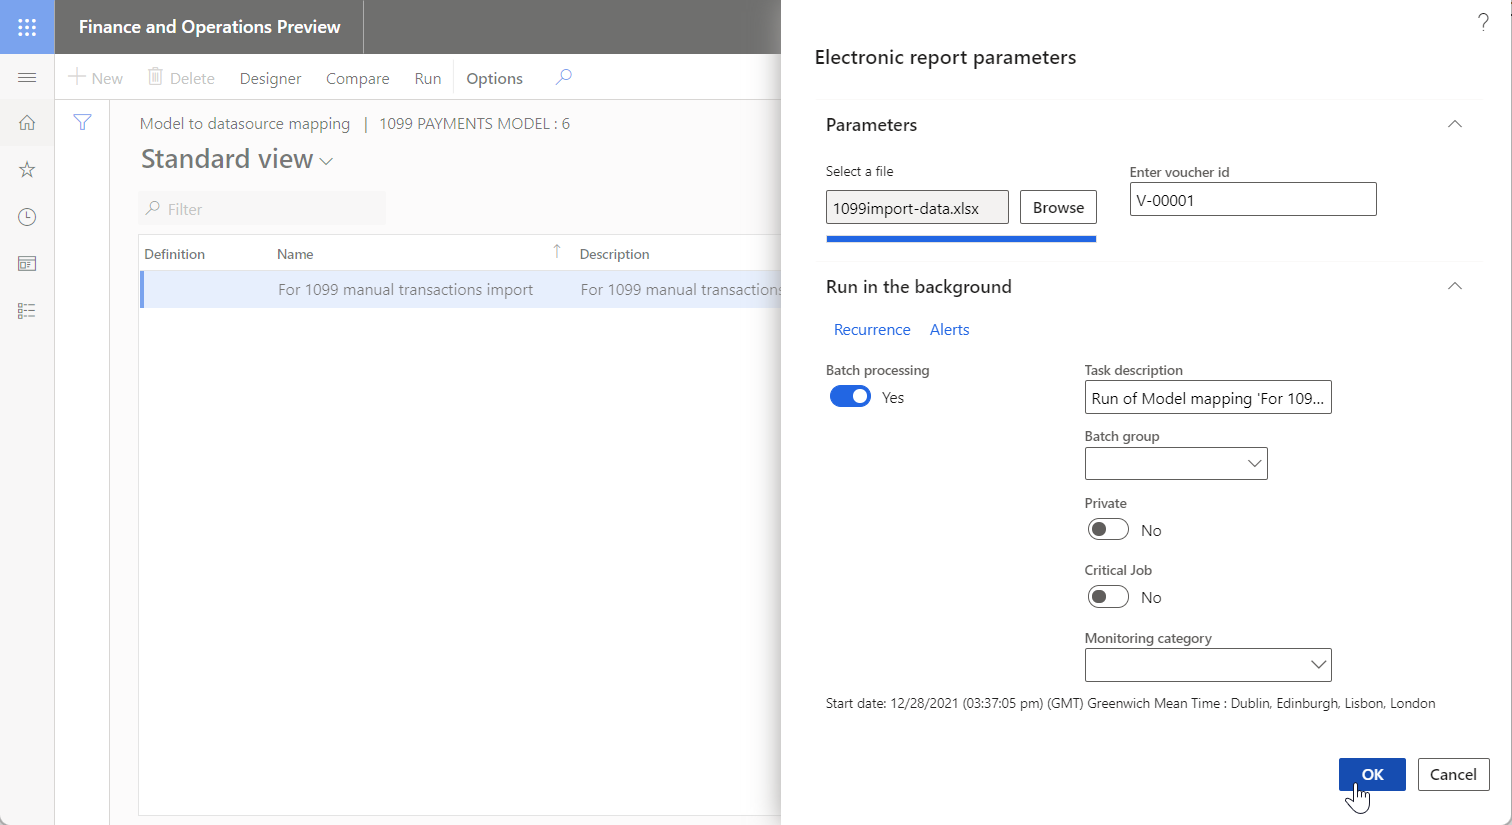 Finance and Operations Preview
New Delete Designer Compare Run Options
Model to datasource mapping | 1099 PAYMENTS MODEL : 6
Standard view
Filter
Definition Name Description
For 1099 manual transactions import For 1099 manual transactions
?
Electronic report parameters
Parameters
Select a file
1099import-data.xlsx
Browse
Enter voucher id
V-00001
Run in the background
Recurrence Alerts
Batch processing
Yes
Task description
Run of Model mapping 'For 109...
Batch group
Private
No
Critical Job
No
Monitoring category
Start date: 12/28/2021 (03:37:05 pm) (GMT) Greenwich Mean Time : Dublin, Edinburgh, Lisbon, London
OK Cancel